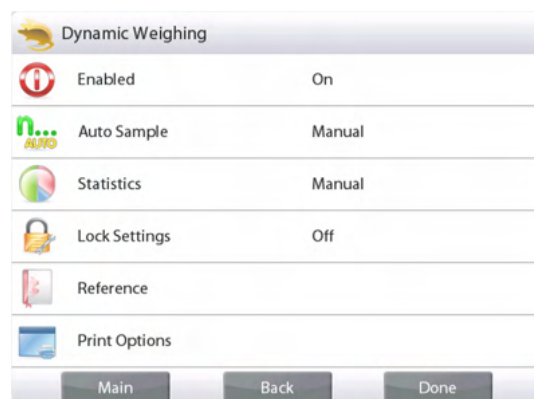 Dynamic Weighing
Enabled On
n... AUTO Auto Sample Manual
Statistics Manual
Lock Settings Off
Reference
Print Options
Main Back Done